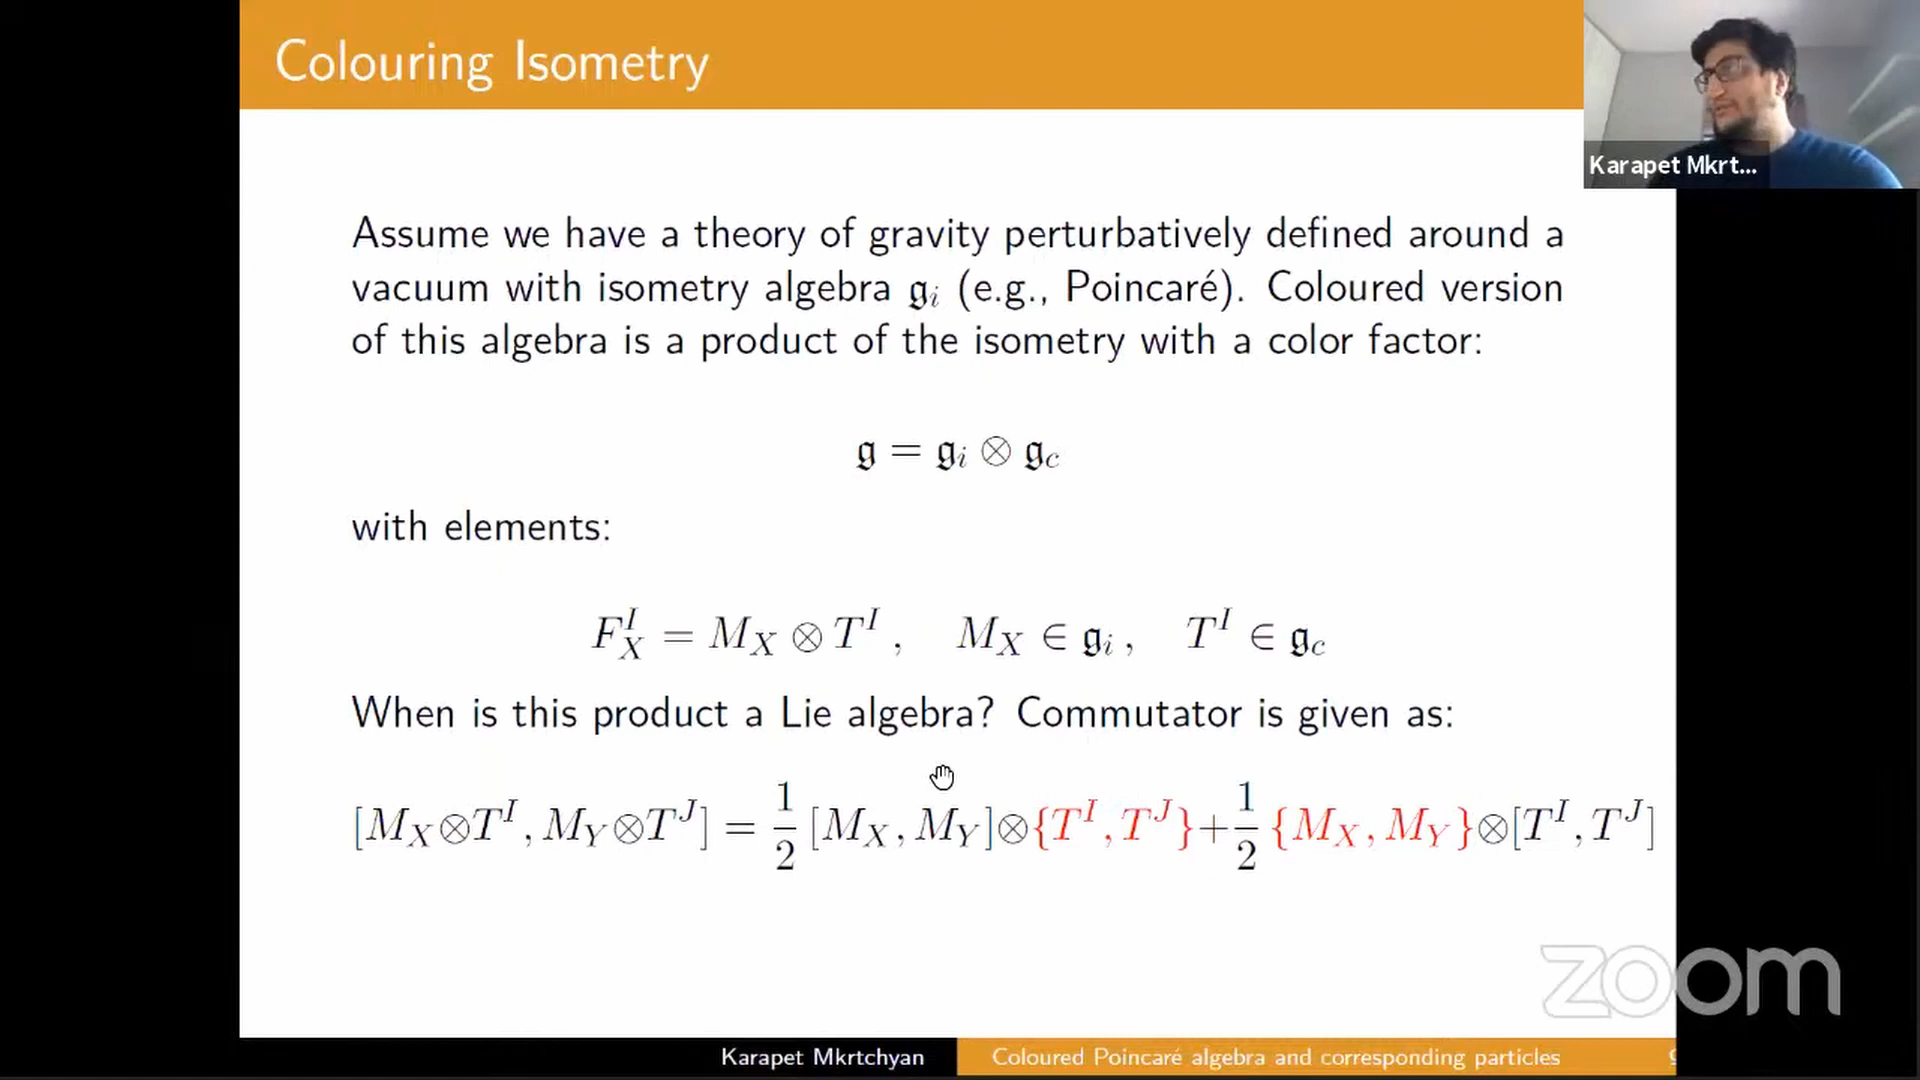 Colouring Isometry
Karapet Mkrt...
Assume we have a theory of gravity perturbatively defined around a
vacuum with isometry algebra 𝔤ᵢ (e.g., Poincaré). Coloured version
of this algebra is a product of the isometry with a color factor:
𝔤 = 𝔤_i ⊗ 𝔤_c
with elements:
F_X^I = M_X ⊗ T^I , M_X ∈ 𝔤_i , T^I ∈ 𝔤_c
When is this product a Lie algebra? Commutator is given as:
[M_X⊗T^I, M_Y⊗T^J] = 1/2 [M_X, M_Y]⊗{T^I, T^J}+1/2 {M_X, M_Y}⊗[T^I, T^J]
zoom
Karapet Mkrtchyan Coloured Poincaré algebra and corresponding particles